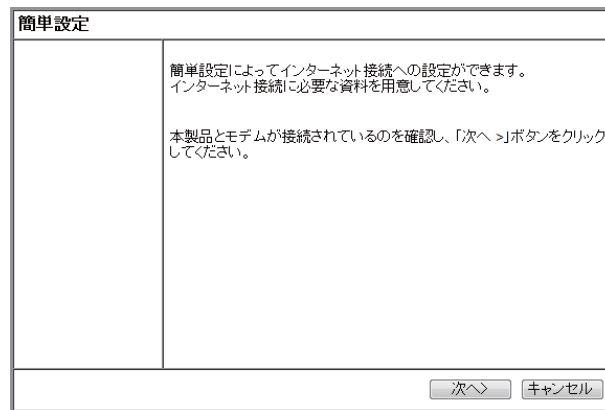 簡単設定
簡単設定によってインターネット接続への設定ができます。
インターネット接続に必要な資料を用意してください。
本製品とモデムが接続されているのを確認し、「次へ >」ボタンをクリック
してください。
次へ>
キャンセル